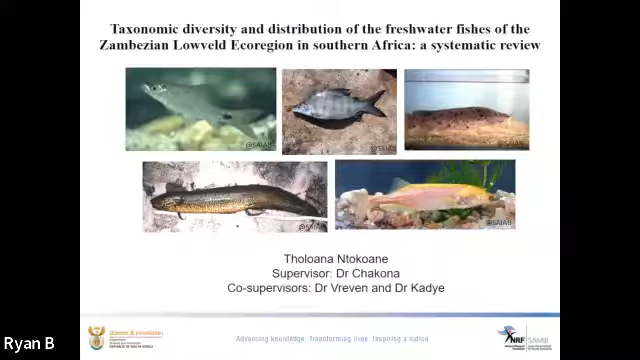 Taxonomic diversity and distribution of the freshwater fishes of the
Zambezian Lowveld Ecoregion in southern Africa: a systematic review
@SAIAB
@SAIAB
@SAIAB
@SAIAB
@SAIAB
Tholoana Ntokoane
Supervisor: Dr Chakona
Co-supervisors: Dr Vreven and Dr Kadye
science & innovation
REPUBLIC OF SOUTH AFRICA
Advancing knowledge. Transforming lives. Inspiring a nation
NRF
SAIAB
Ryan B